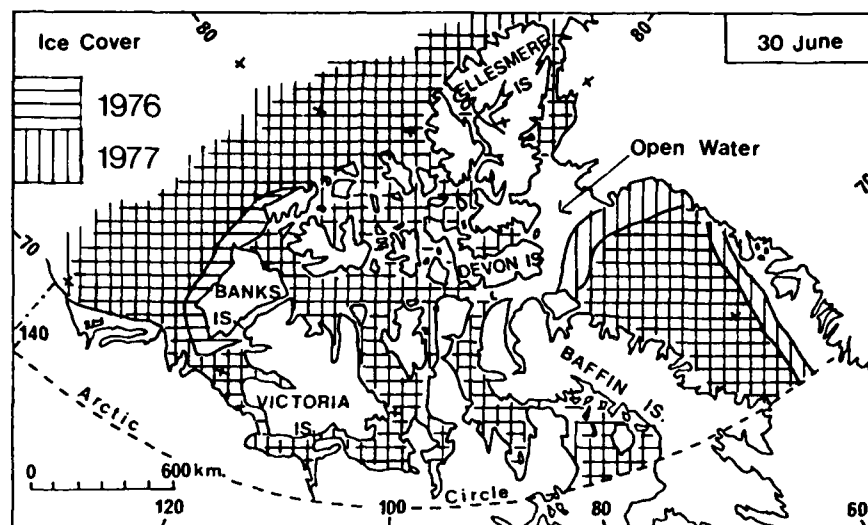 80
80
30 June
Ice Cover
1976
1977
ELLESMERE
IS
Open Water
70
DEVON IS
BANKS
IS.
140
BAFFIN IS.
VICTORIA
IS.
Arctic
Circle
0 600 km.
120
100
80
60